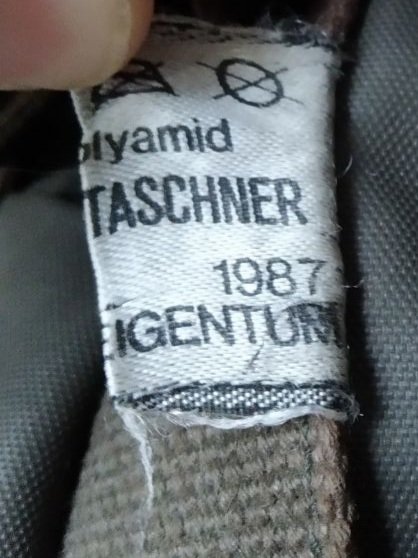 olyamid
TASCHNER
1987
EIGENTUM